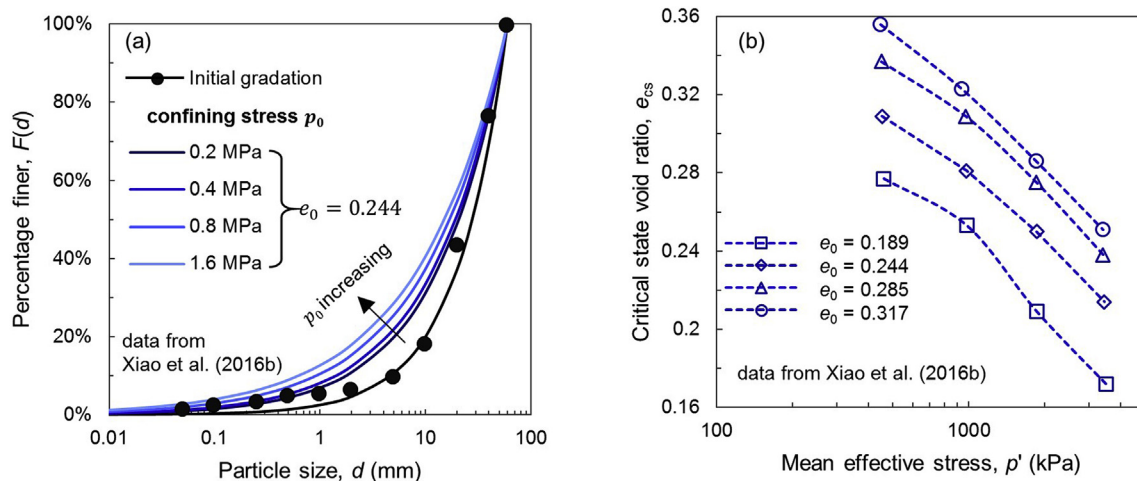 (a)
Initial gradation
confining stress p₀
0.2 MPa
0.4 MPa
0.8 MPa
1.6 MPa
e₀ = 0.244
p₀ increasing
data from
Xiao et al. (2016b)
Percentage finer, F(d)
100%
80%
60%
40%
20%
0%
0.01
0.1
1
10
100
Particle size, d (mm)
(b)
Critical state void ratio, e_cs
0.36
0.32
0.28
0.24
0.2
0.16
e₀ = 0.189
e₀ = 0.244
e₀ = 0.285
e₀ = 0.317
data from Xiao et al. (2016b)
100
1000
Mean effective stress, p' (kPa)